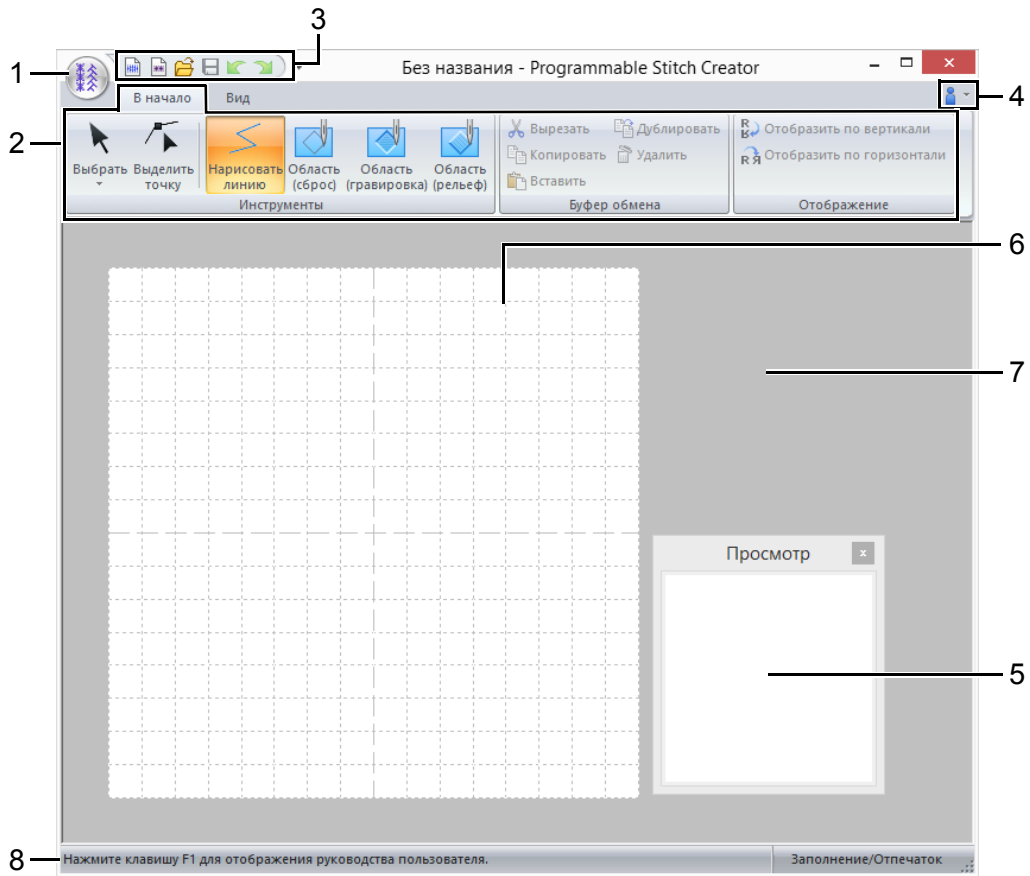 3
1
Без названия - Programmable Stitch Creator
4
В начало Вид
2
Выбрать Выделить точку Нарисовать линию Область (сброс) Область (гравировка) Область (рельеф)
Инструменты
Вырезать Дублировать
Копировать Удалить
Вставить
Буфер обмена
Отобразить по вертикали
Отобразить по горизонтали
Отображение
6
7
Просмотр
5
8
Нажмите клавишу F1 для отображения руководства пользователя.
Заполнение/Отпечаток